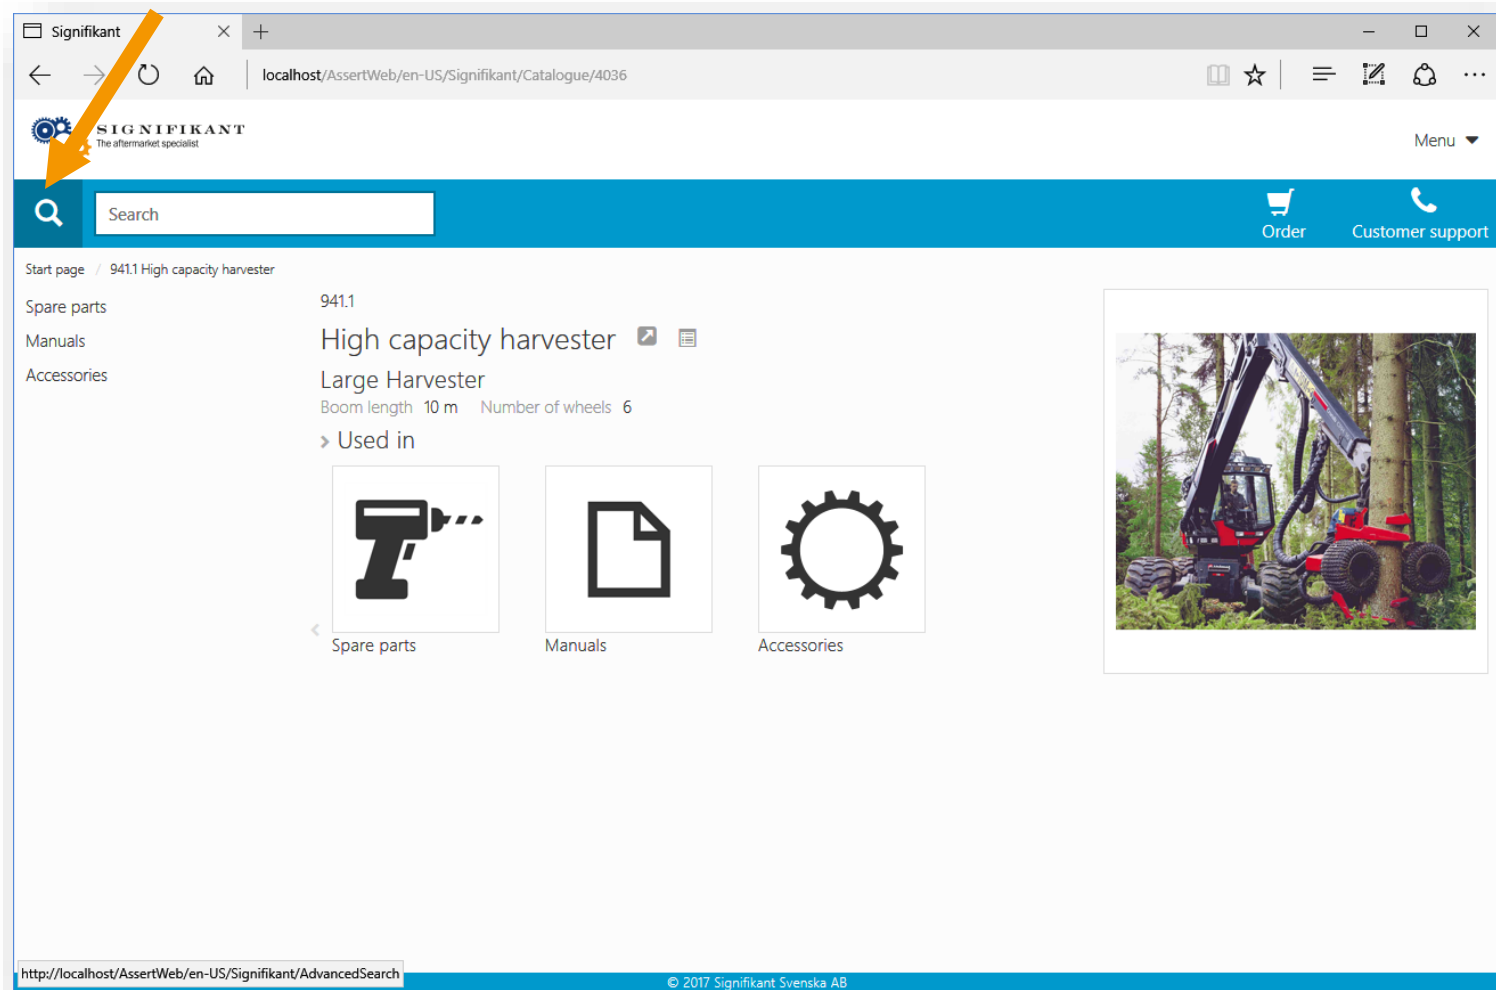 Signifikant
localhost/AssertWeb/en-US/Signifikant/Catalogue/4036
SIGNIFIKANT
The aftermarket specialist
Menu
Search
Order
Customer support
Start page / 941.1 High capacity harvester
Spare parts
Manuals
Accessories
941.1
High capacity harvester
Large Harvester
Boom length 10 m Number of wheels 6
Used in
Spare parts
Manuals
Accessories
http://localhost/AssertWeb/en-US/Signifikant/AdvancedSearch
© 2017 Signifikant Svenska AB